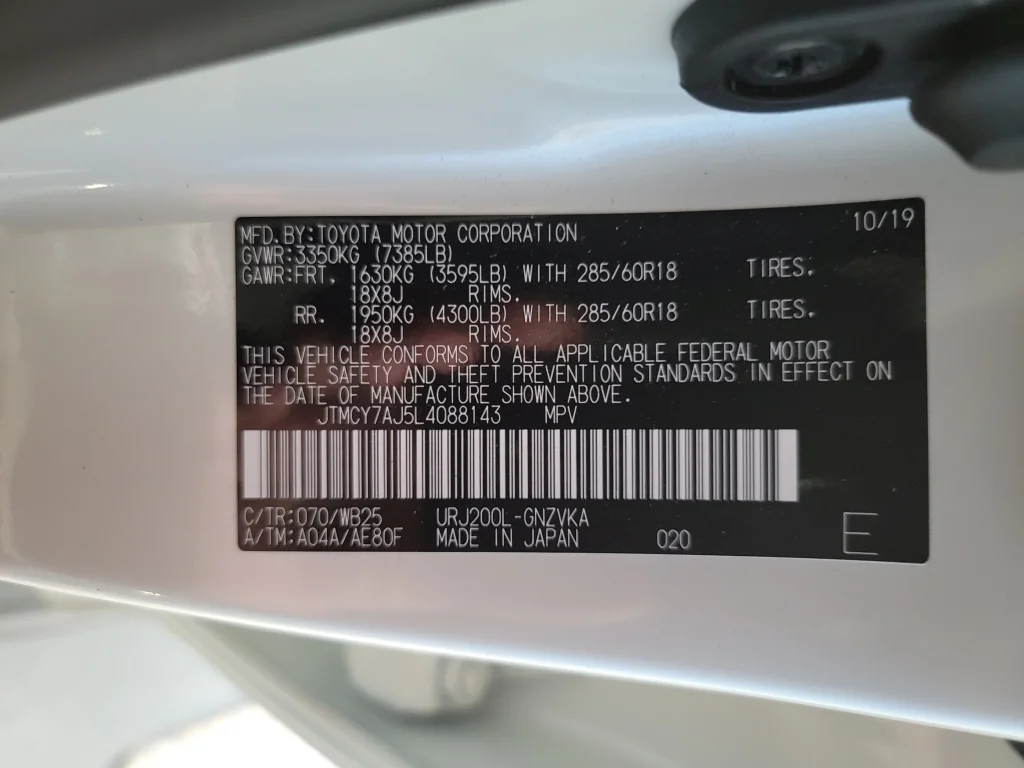 10/19
MFD.BY:TOYOTA MOTOR CORPORATION
GVWR:3350KG (7385LB)
GAWR:FRT. 1630KG (3595LB) WITH 285/60R18 TIRES.
18X8J RIMS.
RR. 1950KG (4300LB) WITH 285/60R18 TIRES.
18X8J RIMS.
THIS VEHICLE CONFORMS TO ALL APPLICABLE FEDERAL MOTOR
VEHICLE SAFETY AND THEFT PREVENTION STANDARDS IN EFFECT ON
THE DATE OF MANUFACTURE SHOWN ABOVE.
JTMCY7AJ5L4088143 MPV
C/TR:070/WB25 URJ200L-GNZVKA
A/TM:A04A/AE80F MADE IN JAPAN 020 E